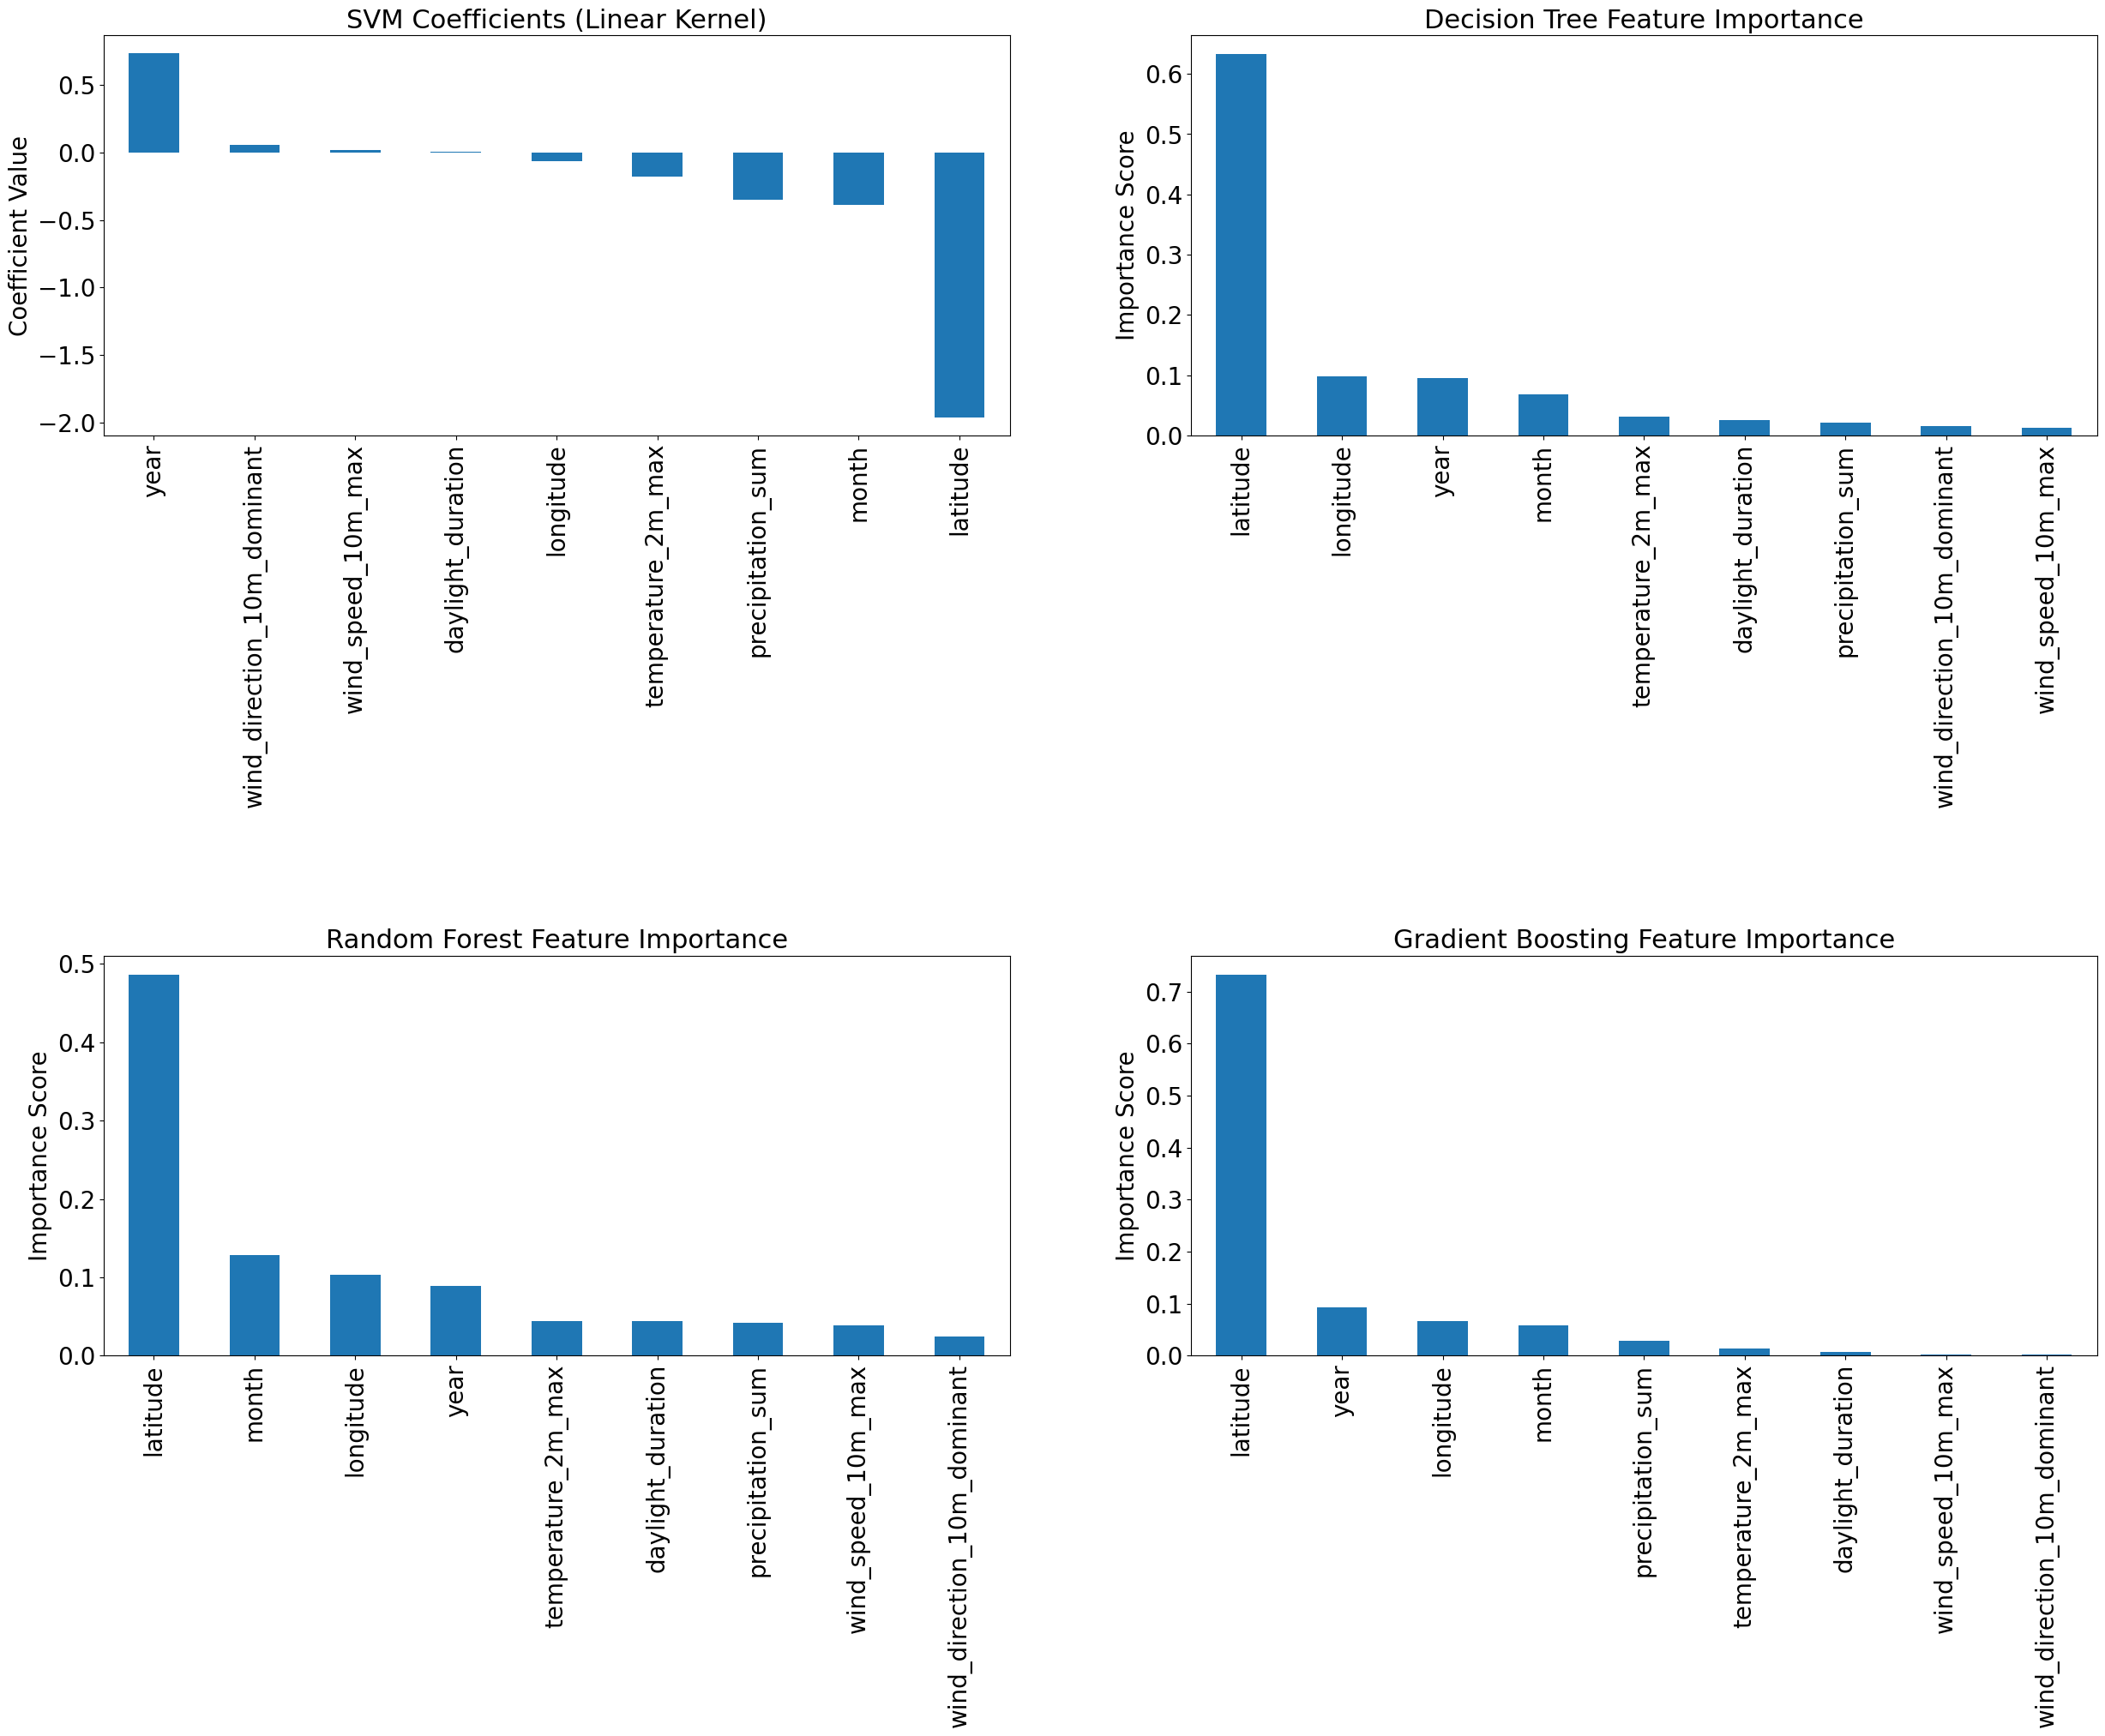 SVM Coefficients (Linear Kernel)
Coefficient Value
0.5
0.0
−0.5
−1.0
−1.5
−2.0
year
wind_direction_10m_dominant
wind_speed_10m_max
daylight_duration
longitude
temperature_2m_max
precipitation_sum
month
latitude
Decision Tree Feature Importance
Importance Score
0.6
0.5
0.4
0.3
0.2
0.1
0.0
latitude
longitude
year
month
temperature_2m_max
daylight_duration
precipitation_sum
wind_direction_10m_dominant
wind_speed_10m_max
Random Forest Feature Importance
Importance Score
0.5
0.4
0.3
0.2
0.1
0.0
latitude
month
longitude
year
temperature_2m_max
daylight_duration
precipitation_sum
wind_speed_10m_max
wind_direction_10m_dominant
Gradient Boosting Feature Importance
Importance Score
0.7
0.6
0.5
0.4
0.3
0.2
0.1
0.0
latitude
year
longitude
month
precipitation_sum
temperature_2m_max
daylight_duration
wind_speed_10m_max
wind_direction_10m_dominant